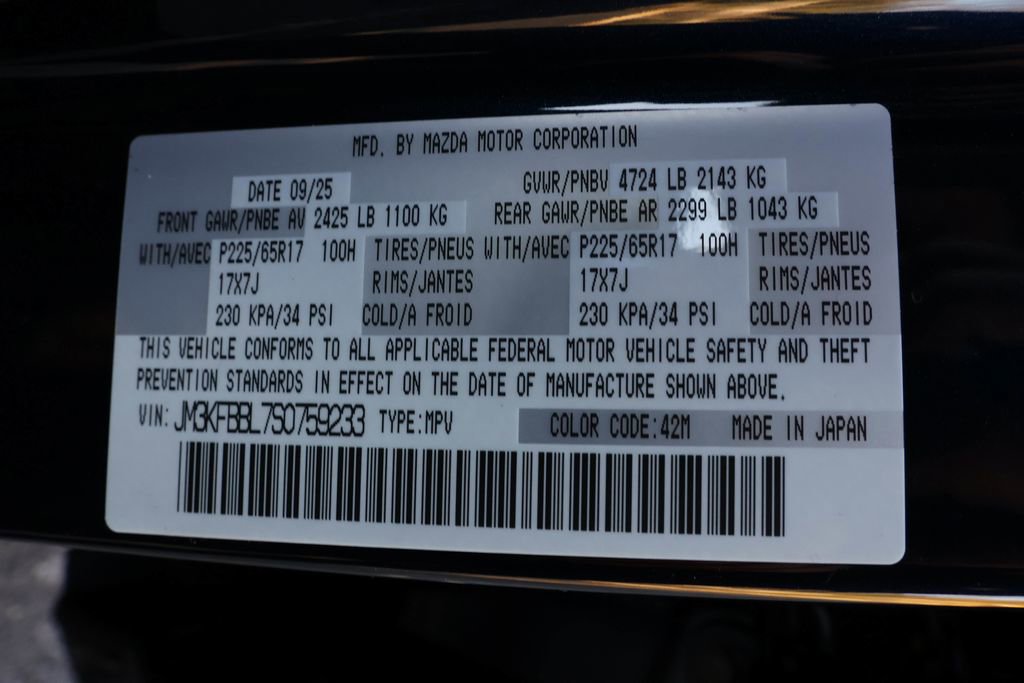 MFD. BY MAZDA MOTOR CORPORATION
DATE 09/25 GVWR/PNBV 4724 LB 2143 KG
FRONT GAWR/PNBE AV 2425 LB 1100 KG REAR GAWR/PNBE AR 2299 LB 1043 KG
WITH/AVEC P225/65R17 100H TIRES/PNEUS WITH/AVEC P225/65R17 100H TIRES/PNEUS
17X7J RIMS/JANTES 17X7J RIMS/JANTES
230 KPA/34 PSI COLD/A FROID 230 KPA/34 PSI COLD/A FROID
THIS VEHICLE CONFORMS TO ALL APPLICABLE FEDERAL MOTOR VEHICLE SAFETY AND THEFT
PREVENTION STANDARDS IN EFFECT ON THE DATE OF MANUFACTURE SHOWN ABOVE.
VIN: JM3KFBBL7S0759233 TYPE:MPV COLOR CODE:42M MADE IN JAPAN